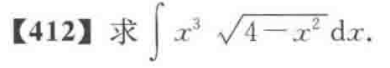 【412】求 ∫ x³ √(4−x²) dx.